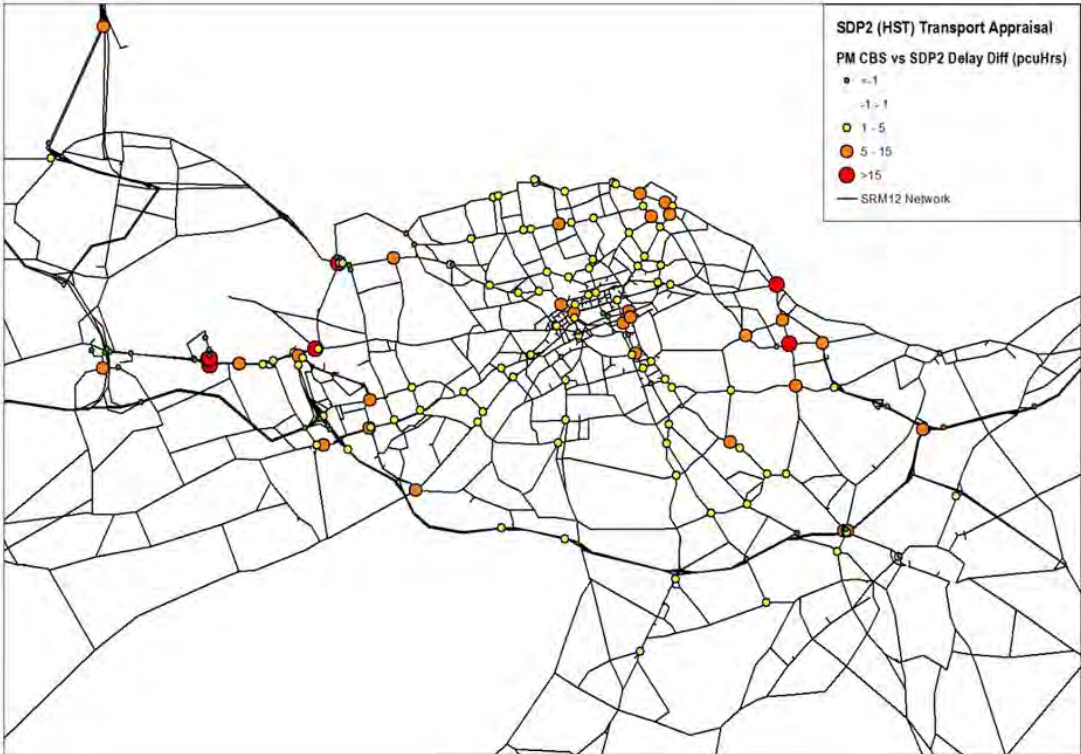 SDP2 (HST) Transport Appraisal
PM CBS vs SDP2 Delay Diff (pcuHrs)
<-1
-1 - 1
1 - 5
5 - 15
>15
SRM12 Network